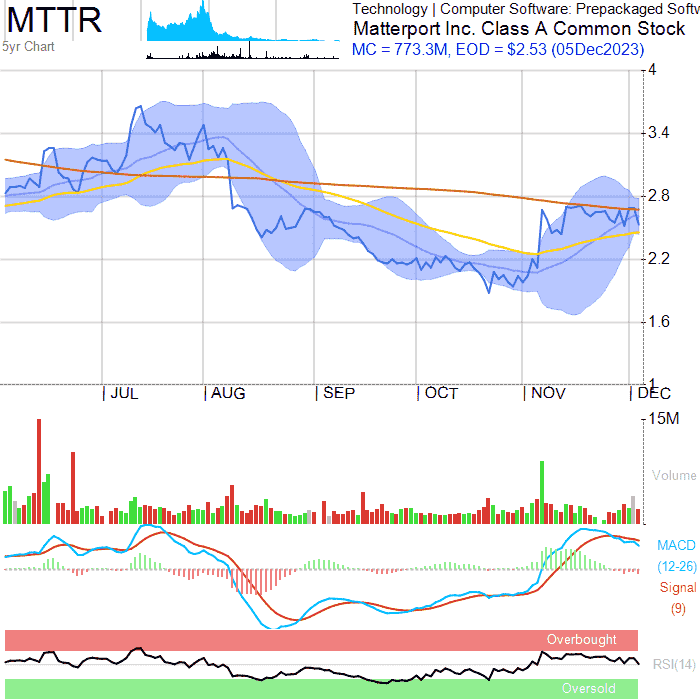 MTTR
5yr Chart
Technology | Computer Software: Prepackaged Softw
Matterport Inc. Class A Common Stock
MC = 773.3M, EOD = $2.53 (05Dec2023)
4
3.4
2.8
2.2
1.6
1
JUL AUG SEP OCT NOV DEC
15M
Volume
MACD
(12-26)
Signal
(9)
Overbought
RSI(14)
Oversold